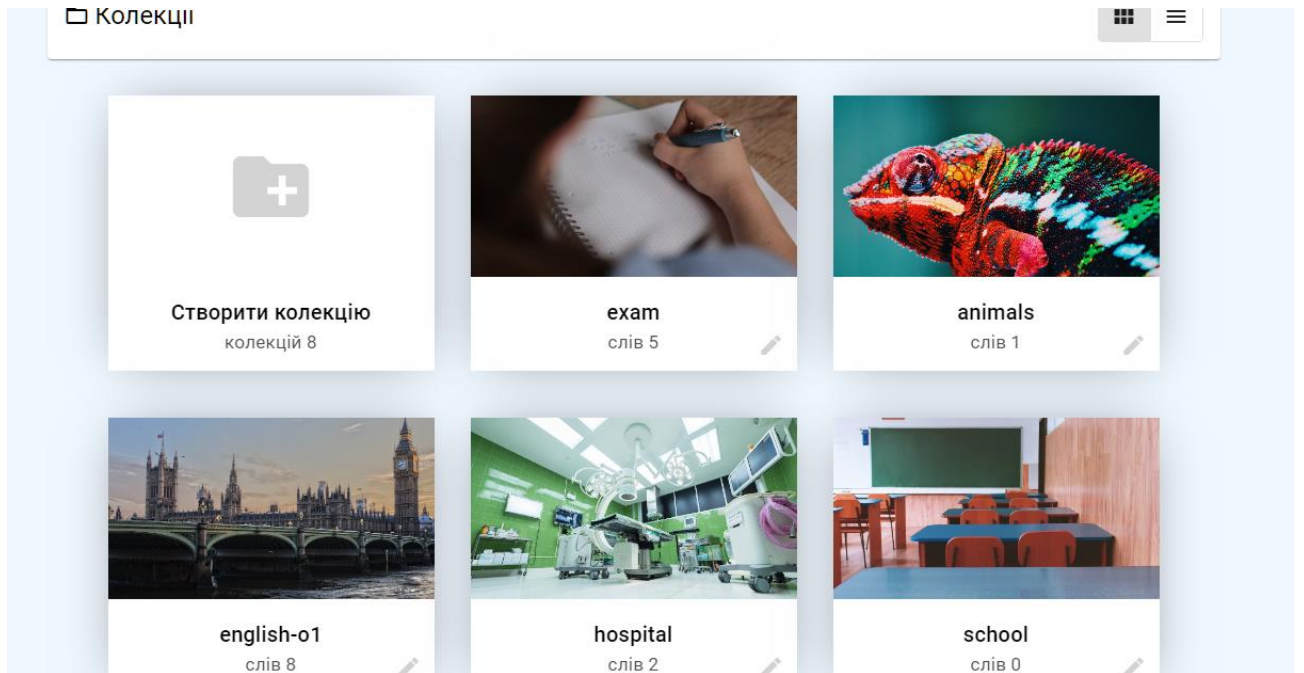 Колекції
Створити колекцію
колекцій 8
exam
слів 5
animals
слів 1
english-o1
слів 8
hospital
слів 2
school
слів 0